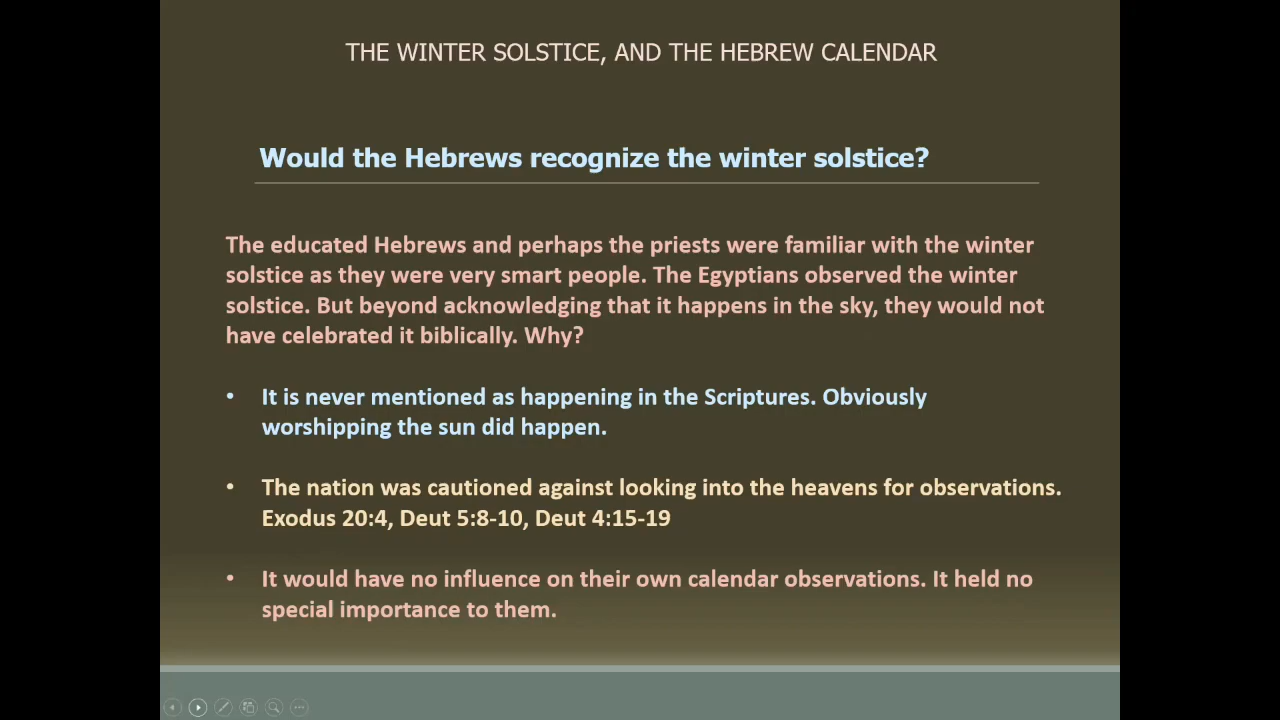 THE WINTER SOLSTICE, AND THE HEBREW CALENDAR
Would the Hebrews recognize the winter solstice?
The educated Hebrews and perhaps the priests were familiar with the winter
solstice as they were very smart people. The Egyptians observed the winter
solstice. But beyond acknowledging that it happens in the sky, they would not
have celebrated it biblically. Why?
• It is never mentioned as happening in the Scriptures. Obviously
worshipping the sun did happen.
• The nation was cautioned against looking into the heavens for observations.
Exodus 20:4, Deut 5:8-10, Deut 4:15-19
• It would have no influence on their own calendar observations. It held no
special importance to them.